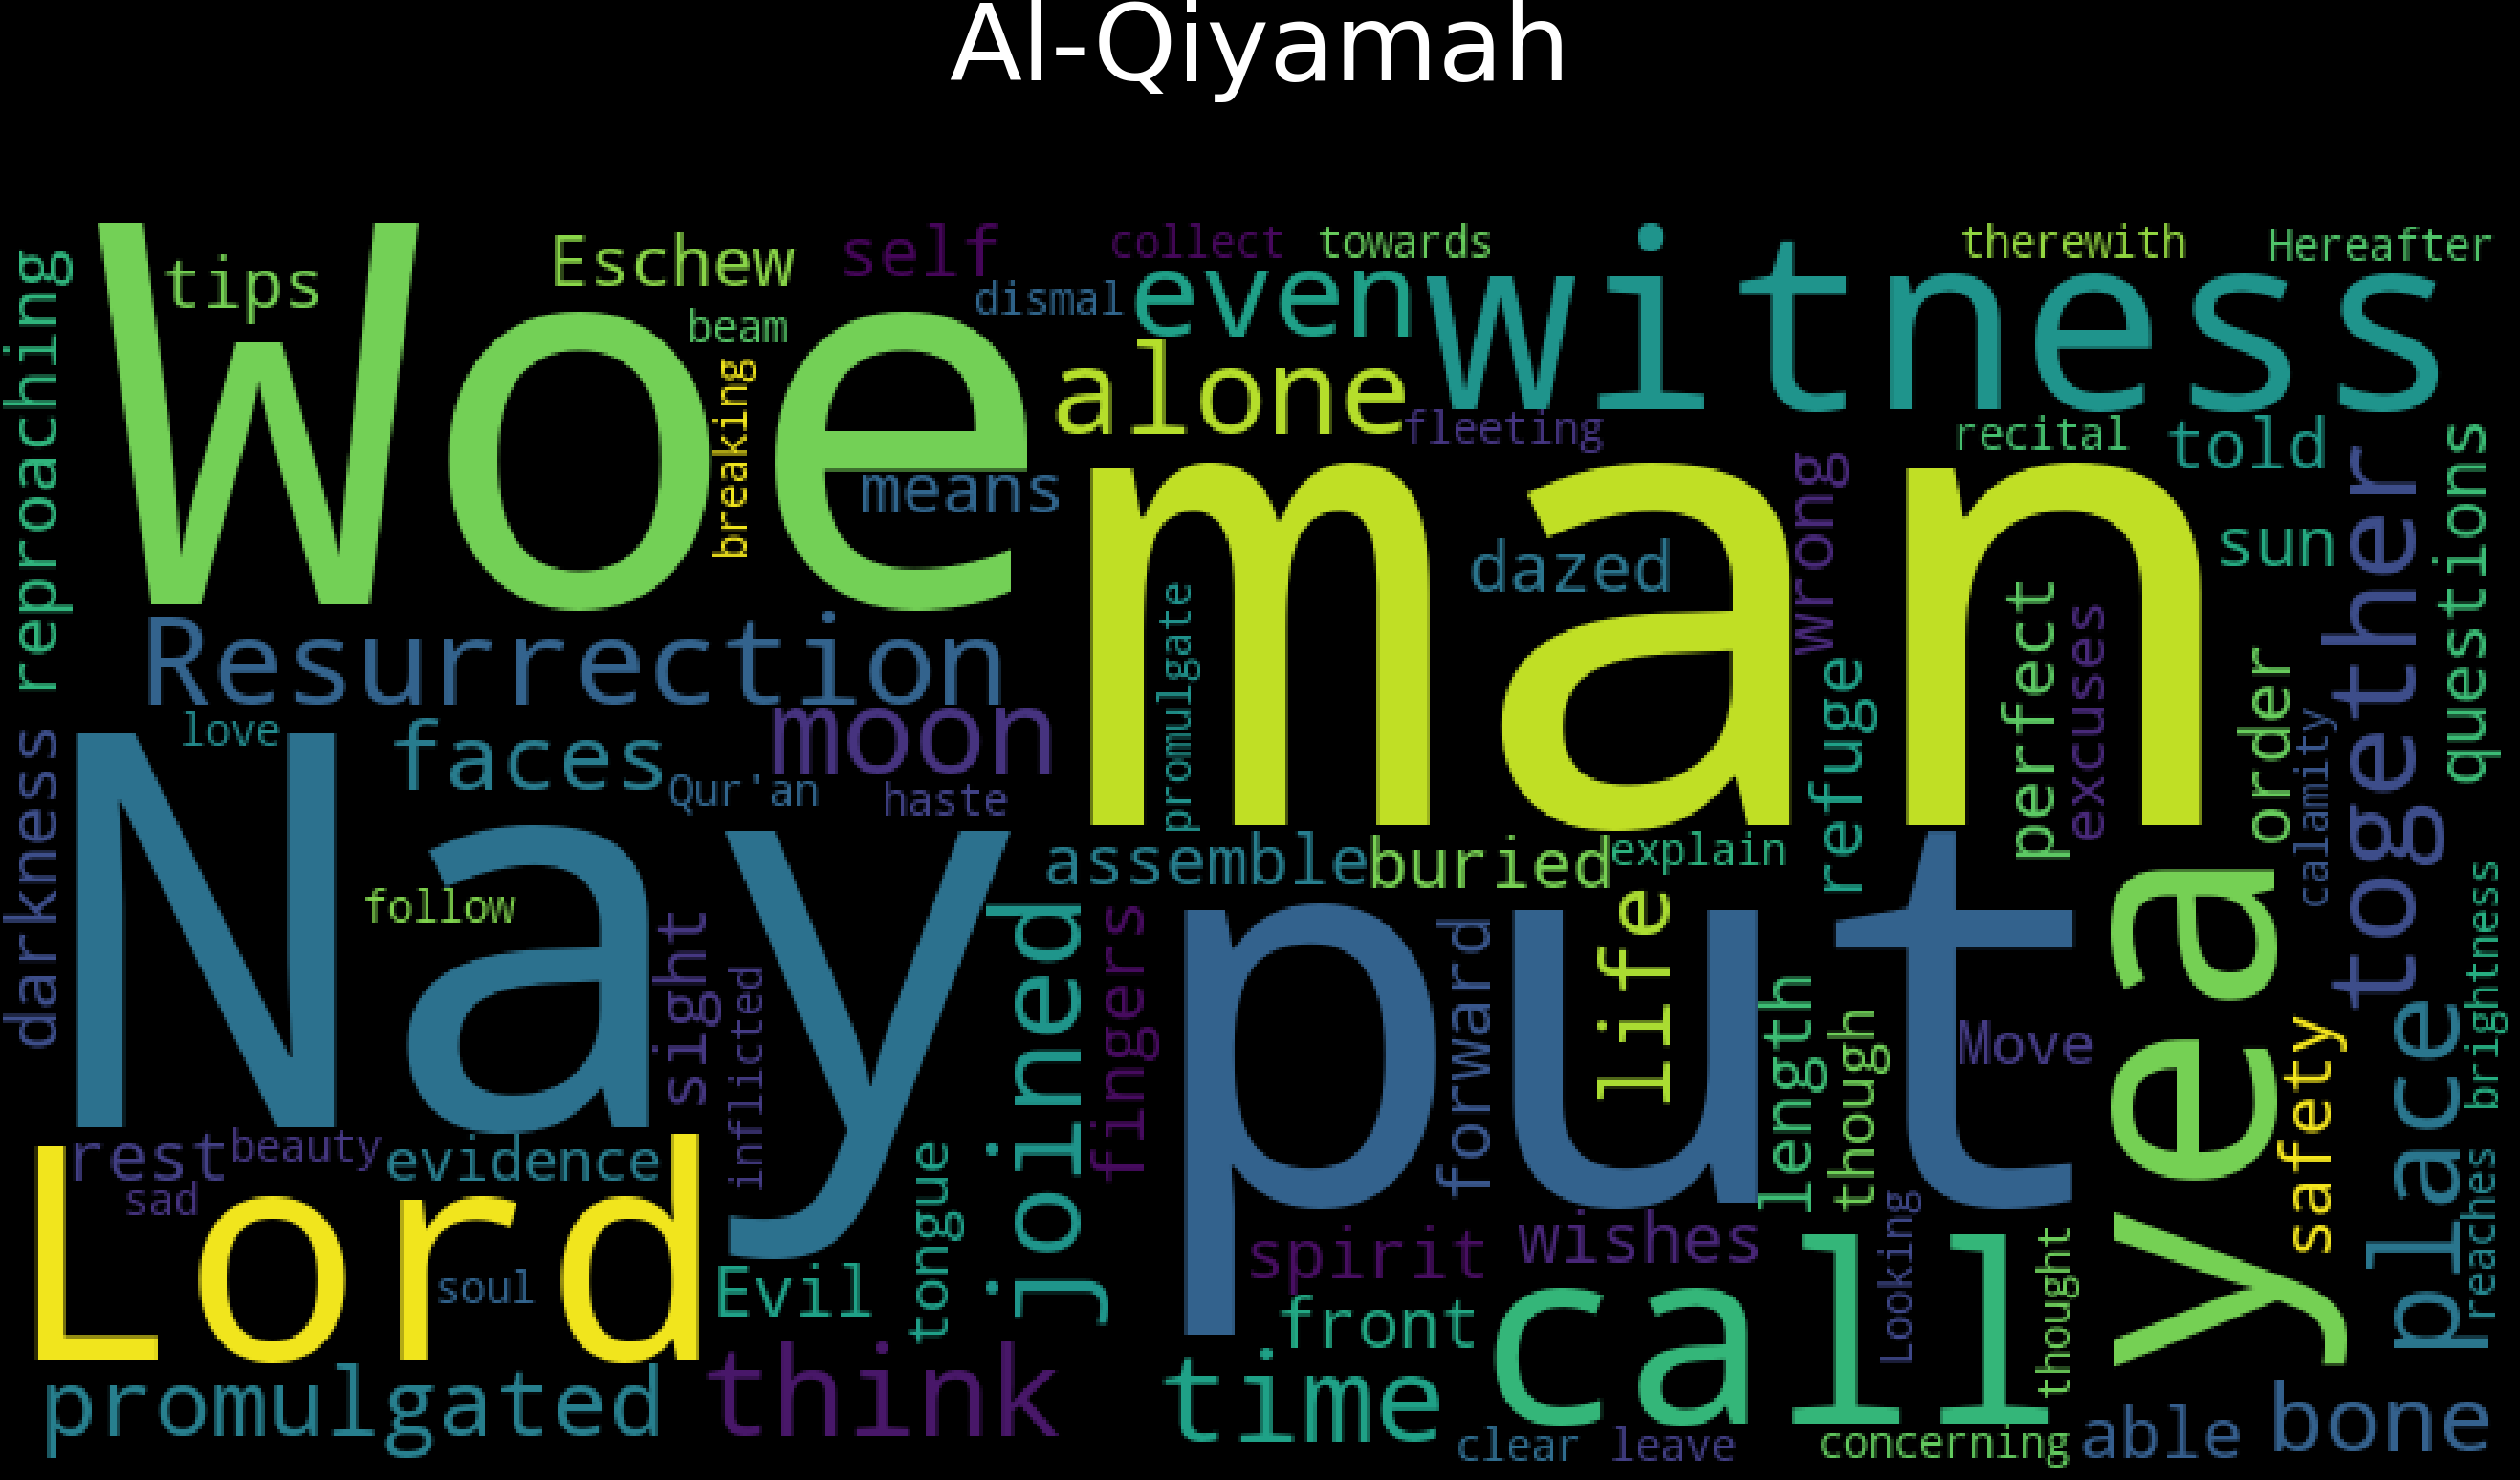 Al-Qiyamah
reproaching
Woe
tips
Eschew
self
collect
towards
witness
therewith
Hereafter
dismal
even
beam
breaking
alone
fleeting
recital
told
means
man
dazed
wrong
sun
together
questions
promulgate
Resurrection
perfect
excuses
love
faces
moon
refuge
order
calamity
darkness
Nay
Qur'an
haste
assemble
buried
explain
follow
sight
inflicted
joined
fingers
put
forward
life
length
though
Move
yea
safety
place
brightness
reaches
rest
beauty
evidence
sad
Lord
soul
Evil
tongue
spirit
wishes
Looking
thought
front
call
promulgated
think
time
clear
leave
concerning
able
bone